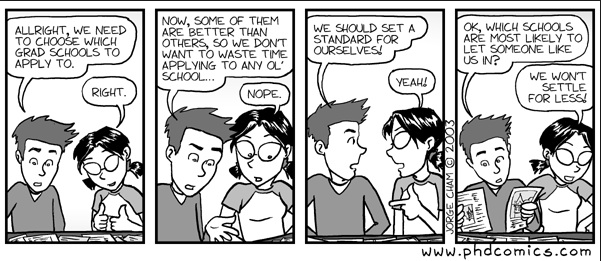 ALLRIGHT, WE NEED
TO CHOOSE WHICH
GRAD SCHOOLS TO
APPLY TO.
RIGHT.
NOW, SOME OF THEM
ARE BETTER THAN
OTHERS, SO WE DON'T
WANT TO WASTE TIME
APPLYING TO ANY OL'
SCHOOL...
NOPE.
WE SHOULD SET A
STANDARD FOR
OURSELVES!
YEAH!
JORGE CHAM © 2003
OK, WHICH SCHOOLS
ARE MOST LIKELY TO
LET SOMEONE LIKE
US IN?
WE WON'T
SETTLE
FOR LESS!
www.phdcomics.com